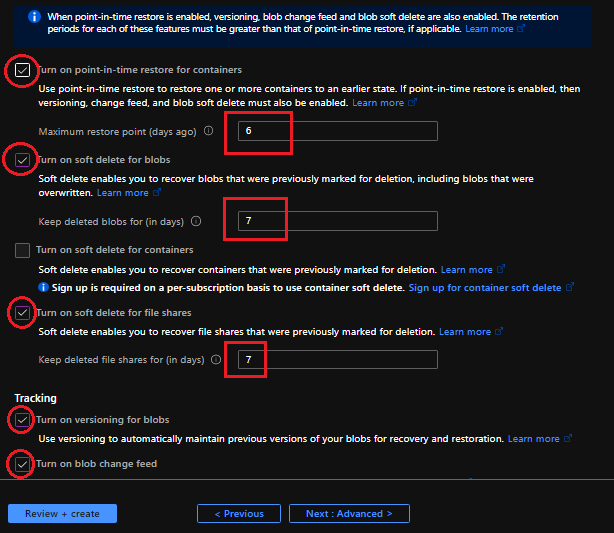 When point-in-time restore is enabled, versioning, blob change feed and blob soft delete are also enabled. The retention
periods for each of these features must be greater than that of point-in-time restore, if applicable. Learn more
Turn on point-in-time restore for containers
Use point-in-time restore to restore one or more containers to an earlier state. If point-in-time restore is enabled, then
versioning, change feed, and blob soft delete must also be enabled. Learn more
Maximum restore point (days ago)
6
Turn on soft delete for blobs
Soft delete enables you to recover blobs that were previously marked for deletion, including blobs that were
overwritten. Learn more
Keep deleted blobs for (in days)
7
Turn on soft delete for containers
Soft delete enables you to recover containers that were previously marked for deletion. Learn more
Sign up is required on a per-subscription basis to use container soft delete. Sign up for container soft delete
Turn on soft delete for file shares
Soft delete enables you to recover file shares that were previously marked for deletion. Learn more
Keep deleted file shares for (in days)
7
Tracking
Turn on versioning for blobs
Use versioning to automatically maintain previous versions of your blobs for recovery and restoration. Learn more
Turn on blob change feed
Review + create
< Previous
Next : Advanced >